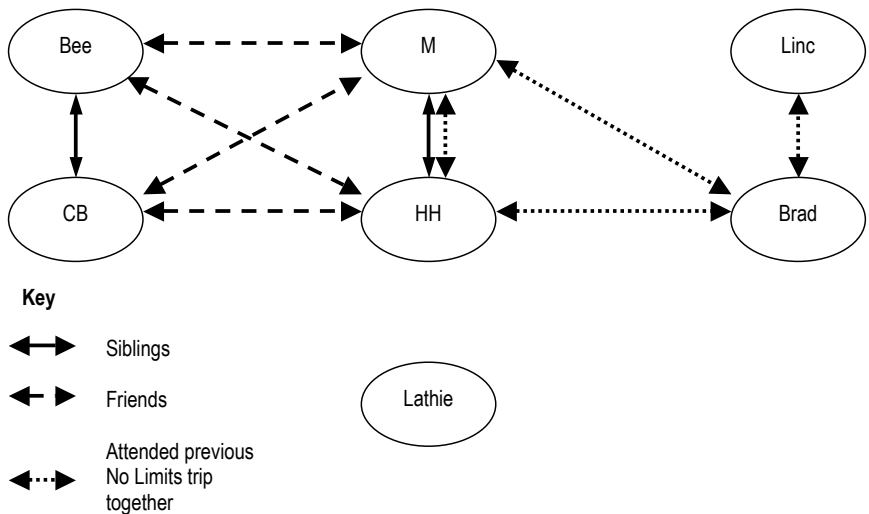 Bee
M
Linc
CB
HH
Brad
Key
Siblings
Friends
Lathie
Attended previous
No Limits trip
together